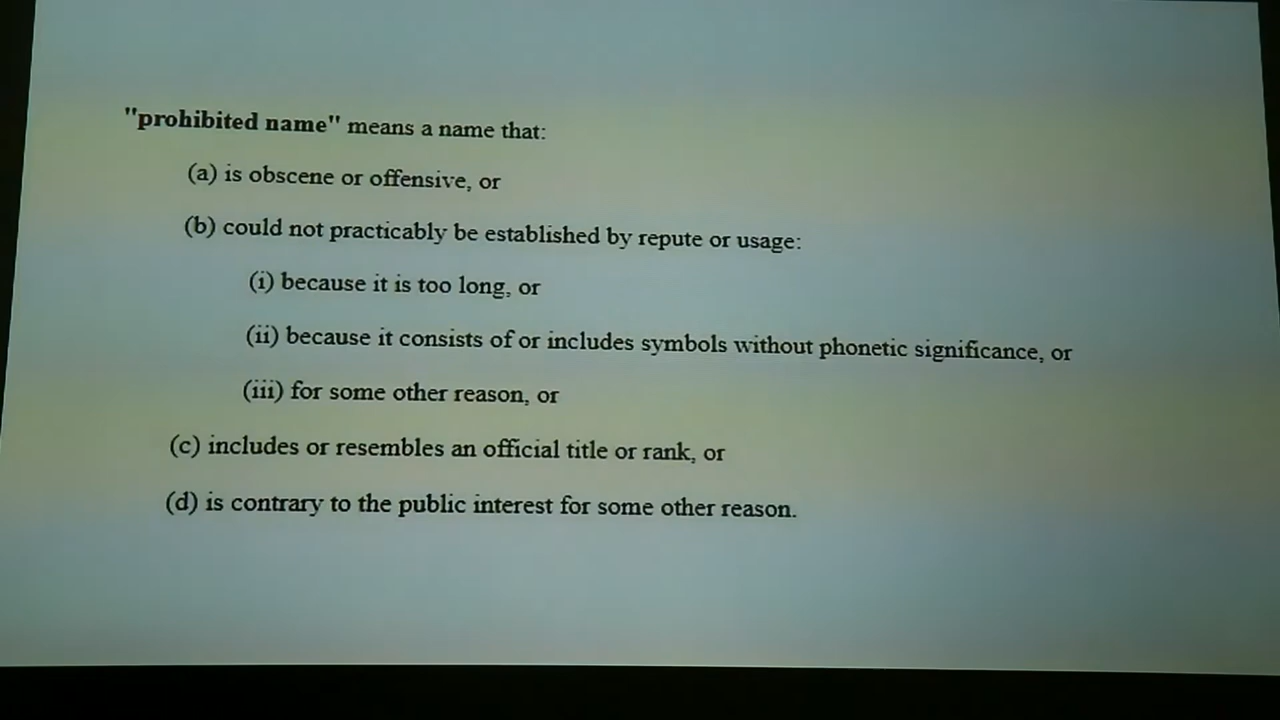 "prohibited name" means a name that:
(a) is obscene or offensive, or
(b) could not practicably be established by repute or usage:
(i) because it is too long, or
(ii) because it consists of or includes symbols without phonetic significance, or
(iii) for some other reason, or
(c) includes or resembles an official title or rank, or
(d) is contrary to the public interest for some other reason.